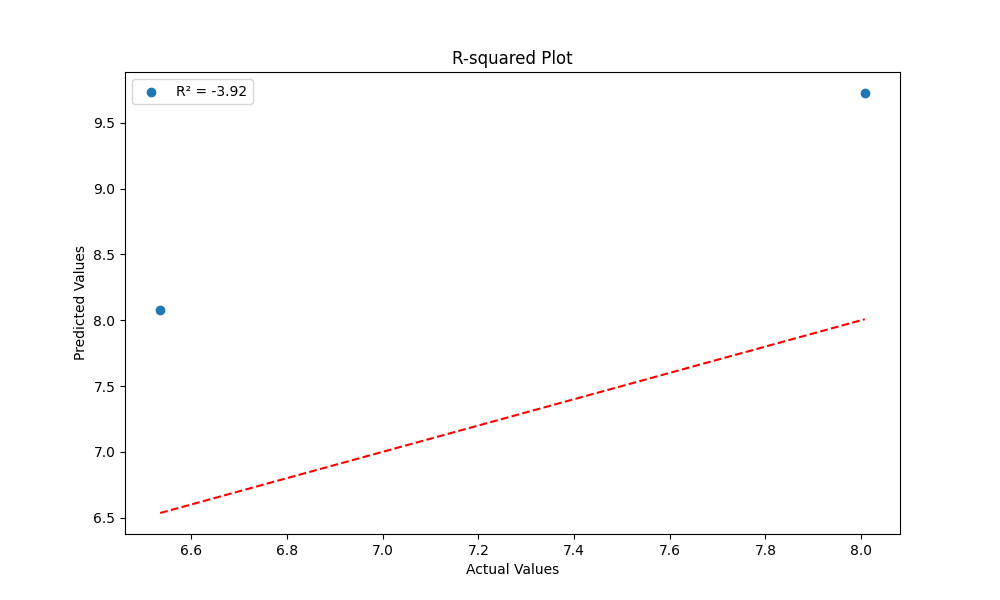 R-squared Plot
R² = -3.92
Predicted Values
9.5
9.0
8.5
8.0
7.5
7.0
6.5
6.6 6.8 7.0 7.2 7.4 7.6 7.8 8.0
Actual Values